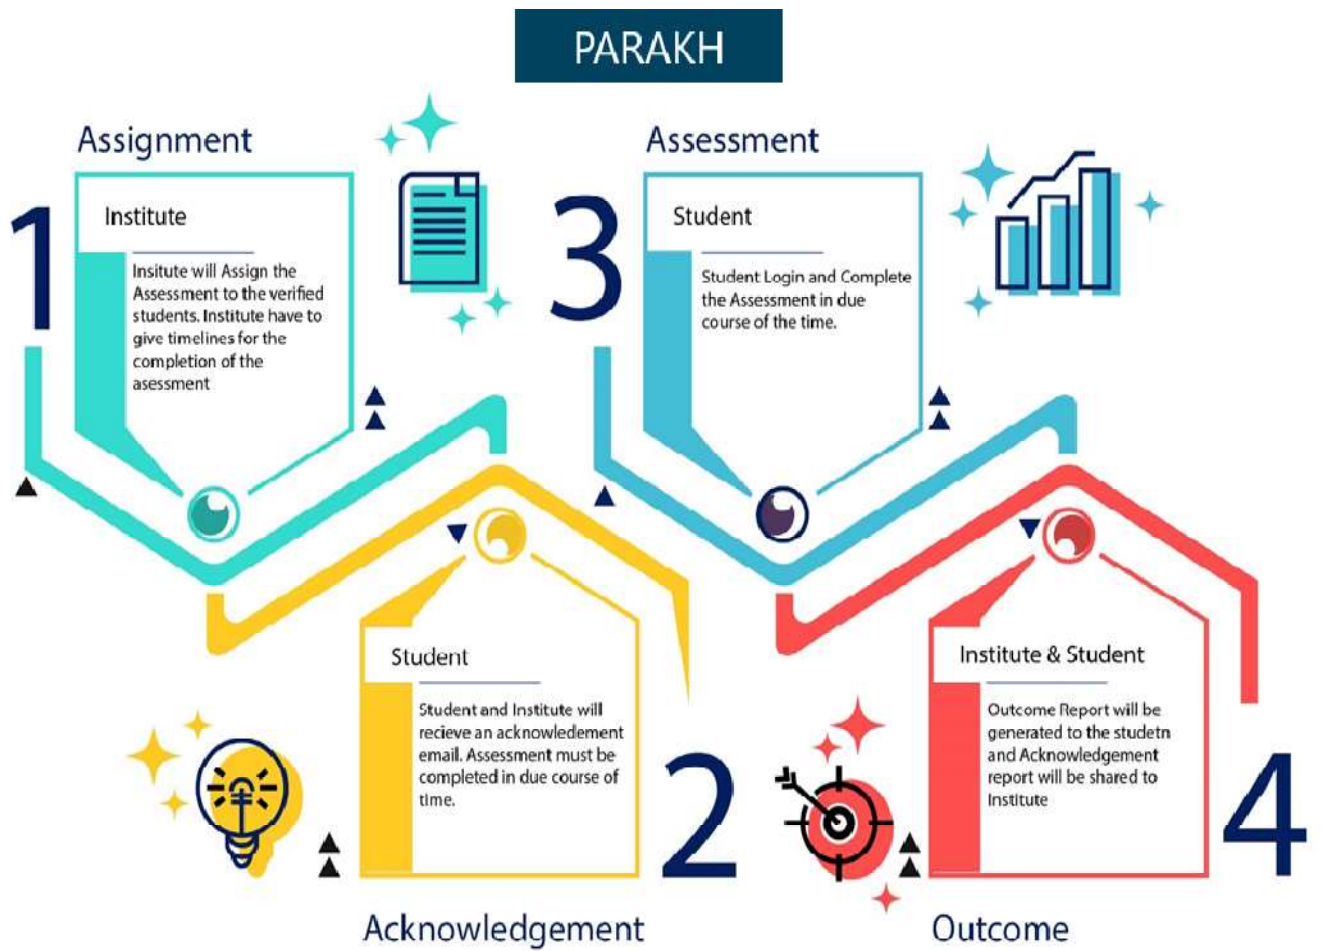 PARAKH
Assignment
1
Institute
Insitute will Assign the
Assessment to the verified
students. Institute have to
give timelines for the
completion of the
asessment
Student
Student and Institute will
recieve an acknowledement
email. Assessment must be
completed in due course of
time.
2
Acknowledgement
Assessment
3
Student
Student Login and Complete
the Assessment in due
course of the time.
Institute & Student
Outcome Report will be
generated to the studetn
and Acknowledgement
report will be shared to
Institute
4
Outcome